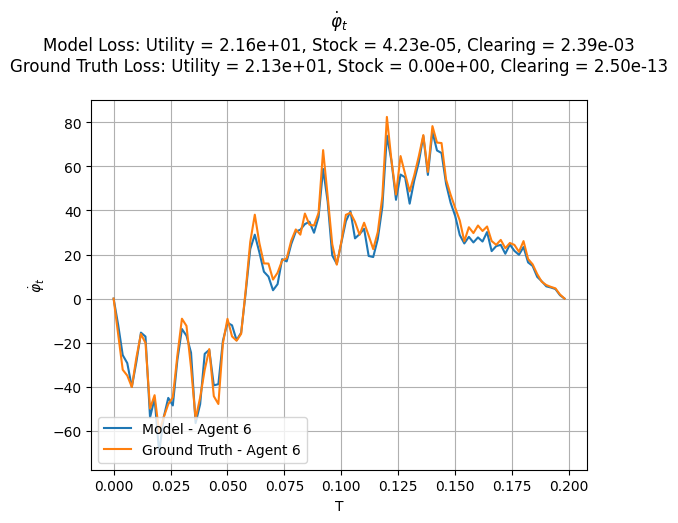 φ̇ₜ
Model Loss: Utility = 2.16e+01, Stock = 4.23e-05, Clearing = 2.39e-03
Ground Truth Loss: Utility = 2.13e+01, Stock = 0.00e+00, Clearing = 2.50e-13
80
60
40
20
0
−20
−40
−60
φ̇ₜ
Model - Agent 6
Ground Truth - Agent 6
0.000 0.025 0.050 0.075 0.100 0.125 0.150 0.175 0.200
T